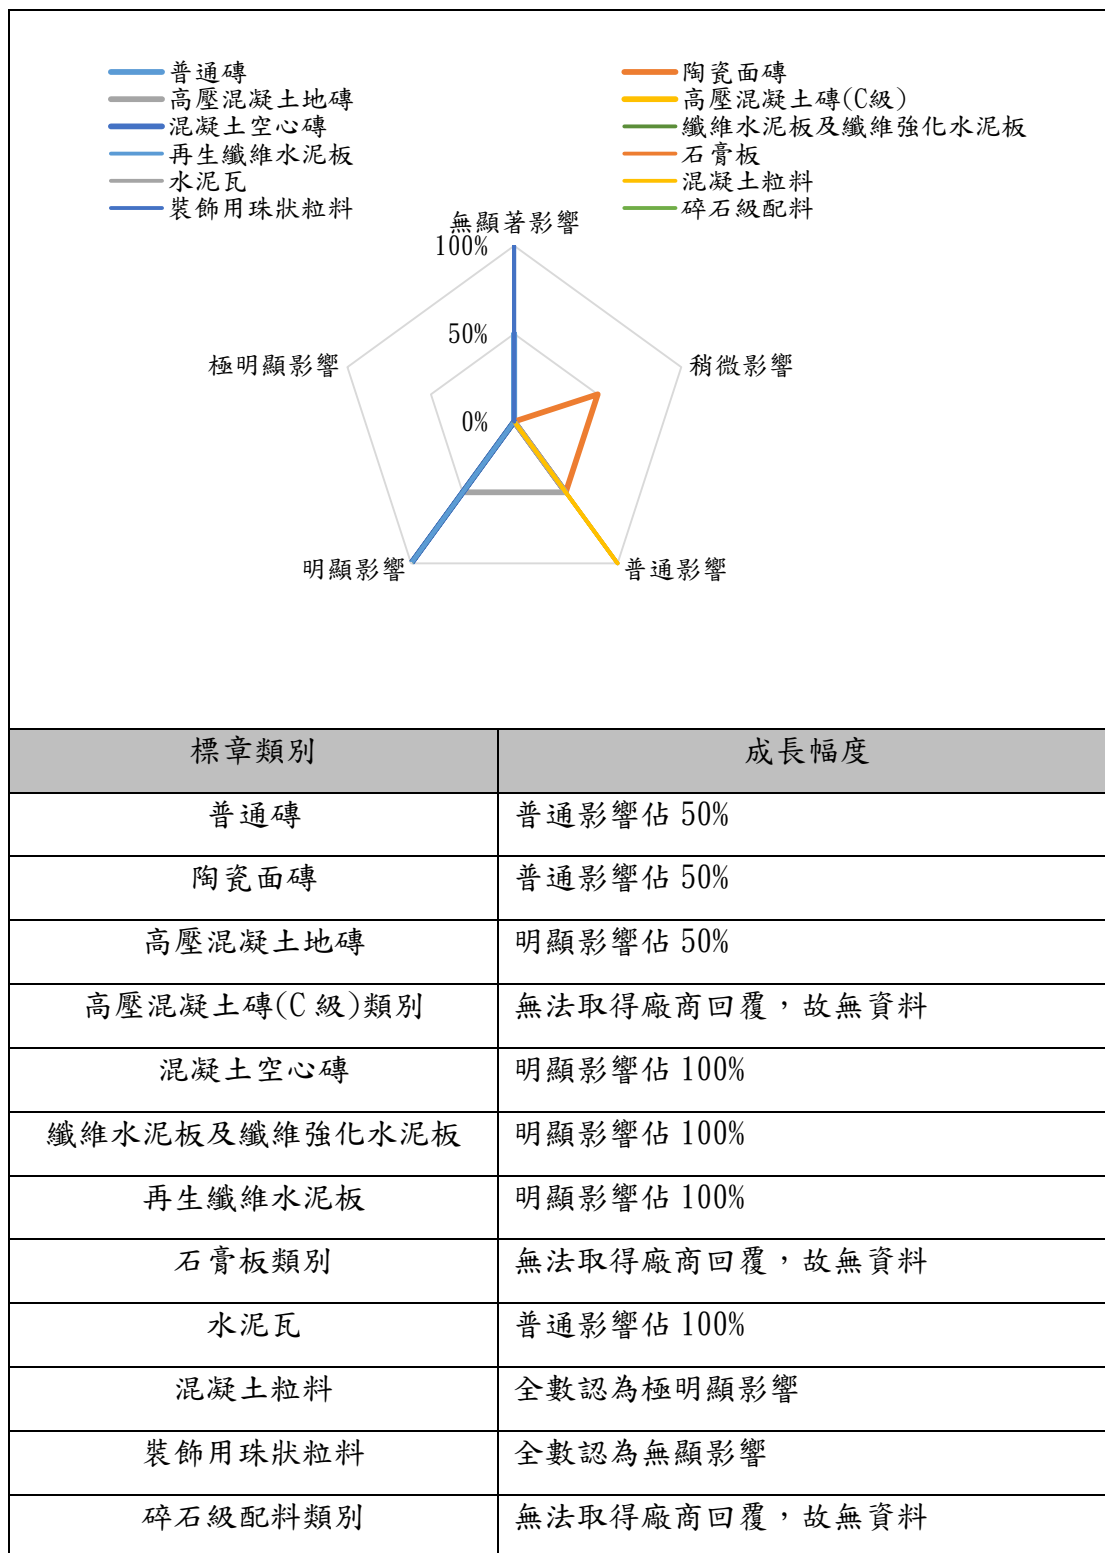 普通磚
陶瓷面磚
高壓混凝土地磚
高壓混凝土磚(C級)
混凝土空心磚
纖維水泥板及纖維強化水泥板
再生纖維水泥板
石膏板
水泥瓦
混凝土粒料
裝飾用珠狀粒料
碎石級配料
無顯著影響
100%
50%
極明顯影響
稍微影響
0%
明顯影響
普通影響
標章類別 成長幅度
普通磚 普通影響佔 50%
陶瓷面磚 普通影響佔 50%
高壓混凝土地磚 明顯影響佔 50%
高壓混凝土磚(C 級)類別 無法取得廠商回覆，故無資料
混凝土空心磚 明顯影響佔 100%
纖維水泥板及纖維強化水泥板 明顯影響佔 100%
再生纖維水泥板 明顯影響佔 100%
石膏板類別 無法取得廠商回覆，故無資料
水泥瓦 普通影響佔 100%
混凝土粒料 全數認為極明顯影響
裝飾用珠狀粒料 全數認為無顯影響
碎石級配料類別 無法取得廠商回覆，故無資料